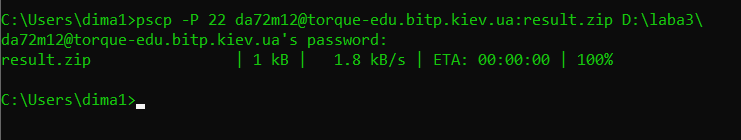 C:\Users\dima1>pscp -P 22 da72m12@torque-edu.bitp.kiev.ua:result.zip D:\laba3\
da72m12@torque-edu.bitp.kiev.ua's password:
result.zip                | 1 kB |   1.8 kB/s | ETA: 00:00:00 | 100%
C:\Users\dima1>